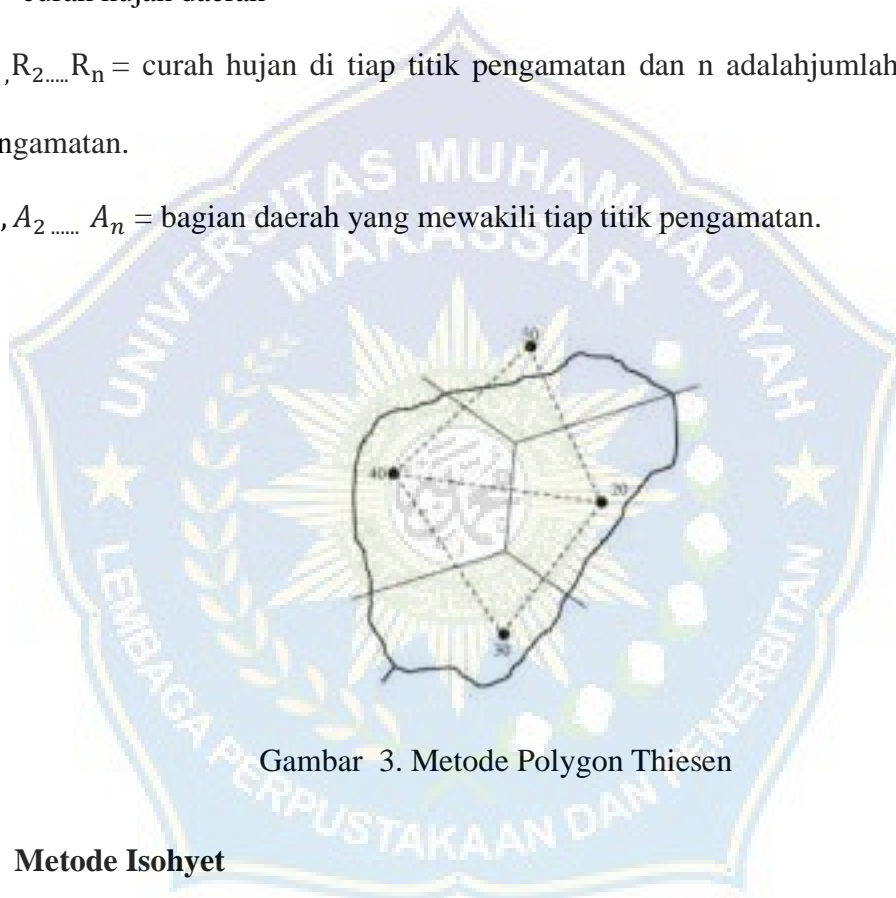 curah hujan daerah
,R₂.....Rₙ = curah hujan di tiap titik pengamatan dan n adalahjumlah
ngamatan.
, A₂ ...... Aₙ = bagian daerah yang mewakili tiap titik pengamatan.
UNIVERSITAS MUHAMMADIYAH
MAKASSAR
40
20
30
LEMBAGA PERPUSTAKAAN DAN PENERBITAN
Gambar 3. Metode Polygon Thiesen
Metode Isohyet